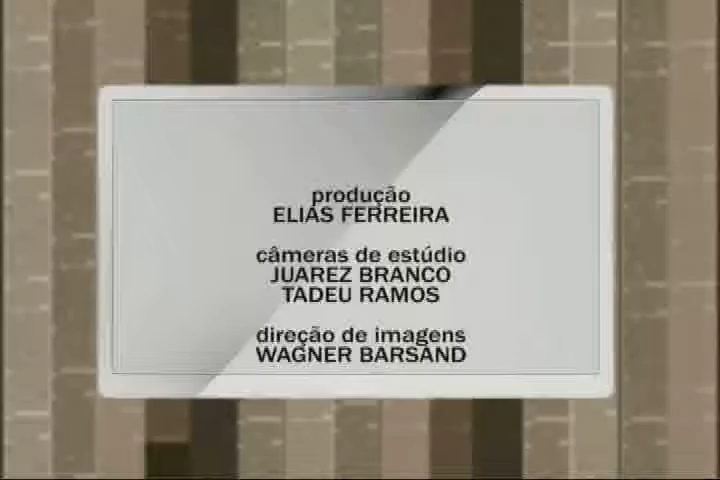 produção
ELIAS FERREIRA
câmeras de estúdio
JUAREZ BRANCO
TADEU RAMOS
direção de imagens
WAGNER BARSAND